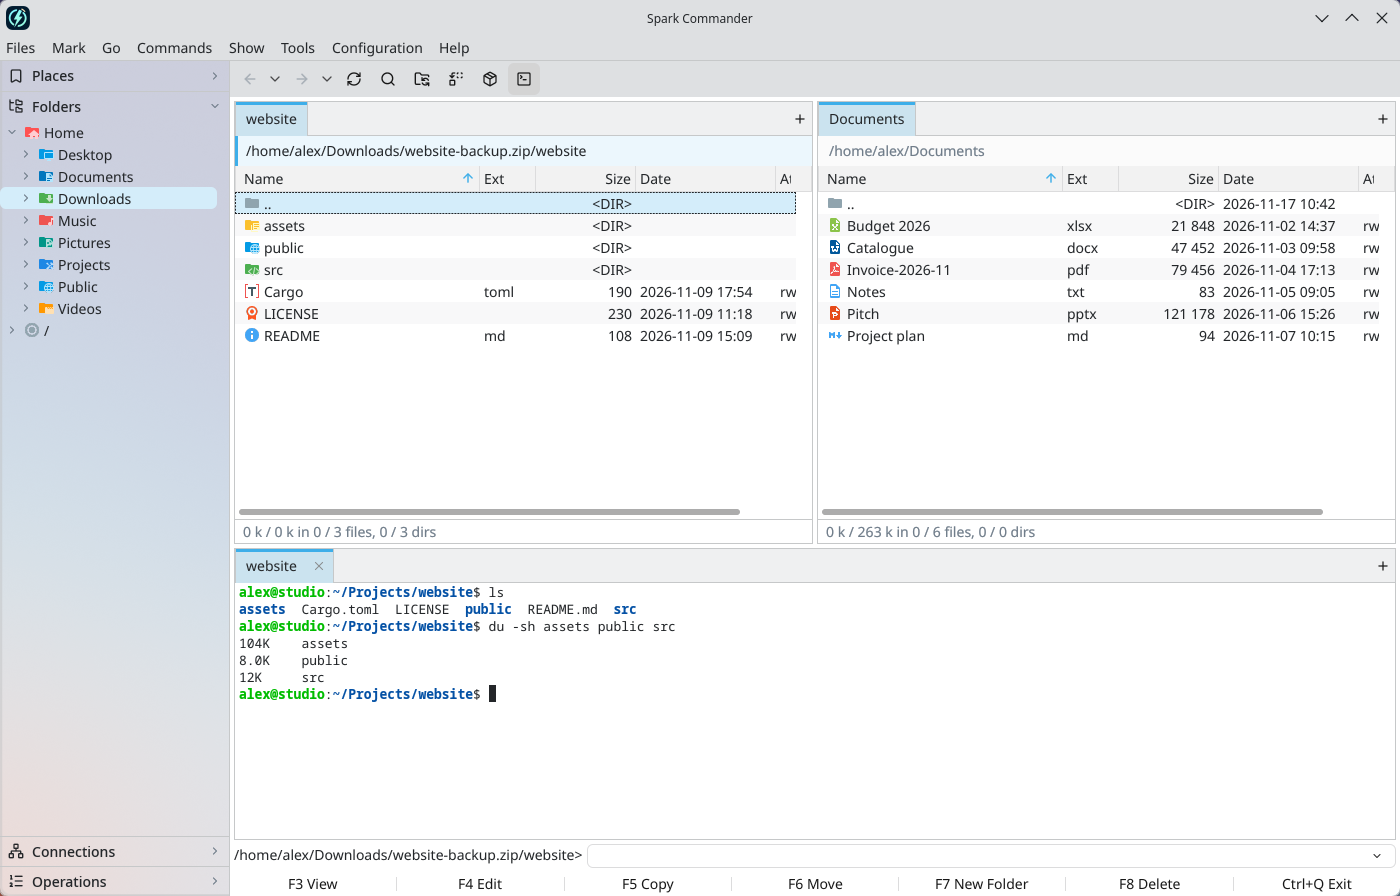 Spark Commander
Files Mark Go Commands Show Tools Configuration Help
Places
Folders
Home
Desktop
Documents
Downloads
Music
Pictures
Projects
Public
Videos
/
Connections
Operations
website +
/home/alex/Downloads/website-backup.zip/website
Name Ext Size Date At
.. <DIR>
assets <DIR>
public <DIR>
src <DIR>
Cargo toml 190 2026-11-09 17:54 rw
LICENSE 230 2026-11-09 11:18 rw
README md 108 2026-11-09 15:09 rw
0 k / 0 k in 0 / 3 files, 0 / 3 dirs
Documents +
/home/alex/Documents
Name Ext Size Date At
.. <DIR> 2026-11-17 10:42
Budget 2026 xlsx 21 848 2026-11-02 14:37 rw
Catalogue docx 47 452 2026-11-03 09:58 rw
Invoice-2026-11 pdf 79 456 2026-11-04 17:13 rw
Notes txt 83 2026-11-05 09:05 rw
Pitch pptx 121 178 2026-11-06 15:26 rw
Project plan md 94 2026-11-07 10:15 rw
0 k / 263 k in 0 / 6 files, 0 / 0 dirs
website +
alex@studio:~/Projects/website$ ls
assets Cargo.toml LICENSE public README.md src
alex@studio:~/Projects/website$ du -sh assets public src
104K assets
8.0K public
12K src
alex@studio:~/Projects/website$
/home/alex/Downloads/website-backup.zip/website>
F3 View F4 Edit F5 Copy F6 Move F7 New Folder F8 Delete Ctrl+Q Exit